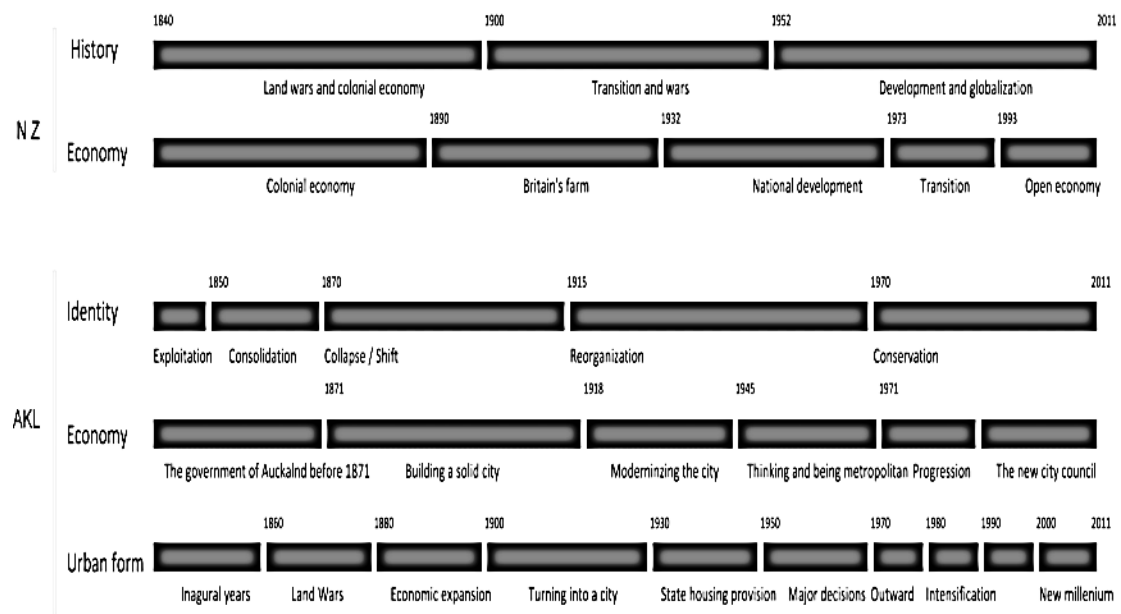 1840 1900 1952 2011
History
Land wars and colonial economy Transition and wars Development and globalization
N Z
1890 1932 1973 1993
Economy
Colonial economy Britain's farm National development Transition Open economy
1850 1870 1915 1970 2011
Identity
Exploitation Consolidation Collapse / Shift Reorganization Conservation
1871 1918 1945 1971
AKL
Economy
The government of Auckalnd before 1871 Building a solid city Moderninzing the city Thinking and being metropolitan Progression The new city council
1860 1880 1900 1930 1950 1970 1980 1990 2000 2011
Urban form
Inagural years Land Wars Economic expansion Turning into a city State housing provision Major decisions Outward Intensification New millenium